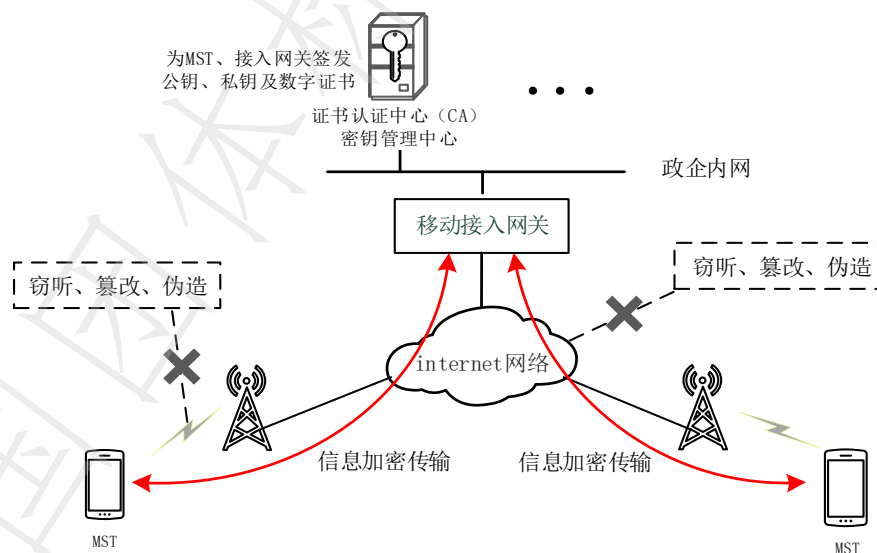 为MST、接入网关签发
公钥、私钥及数字证书
证书认证中心（CA）
密钥管理中心
政企内网
移动接入网关
窃听、篡改、伪造
窃听、篡改、伪造
internet网络
信息加密传输
信息加密传输
MST
MST